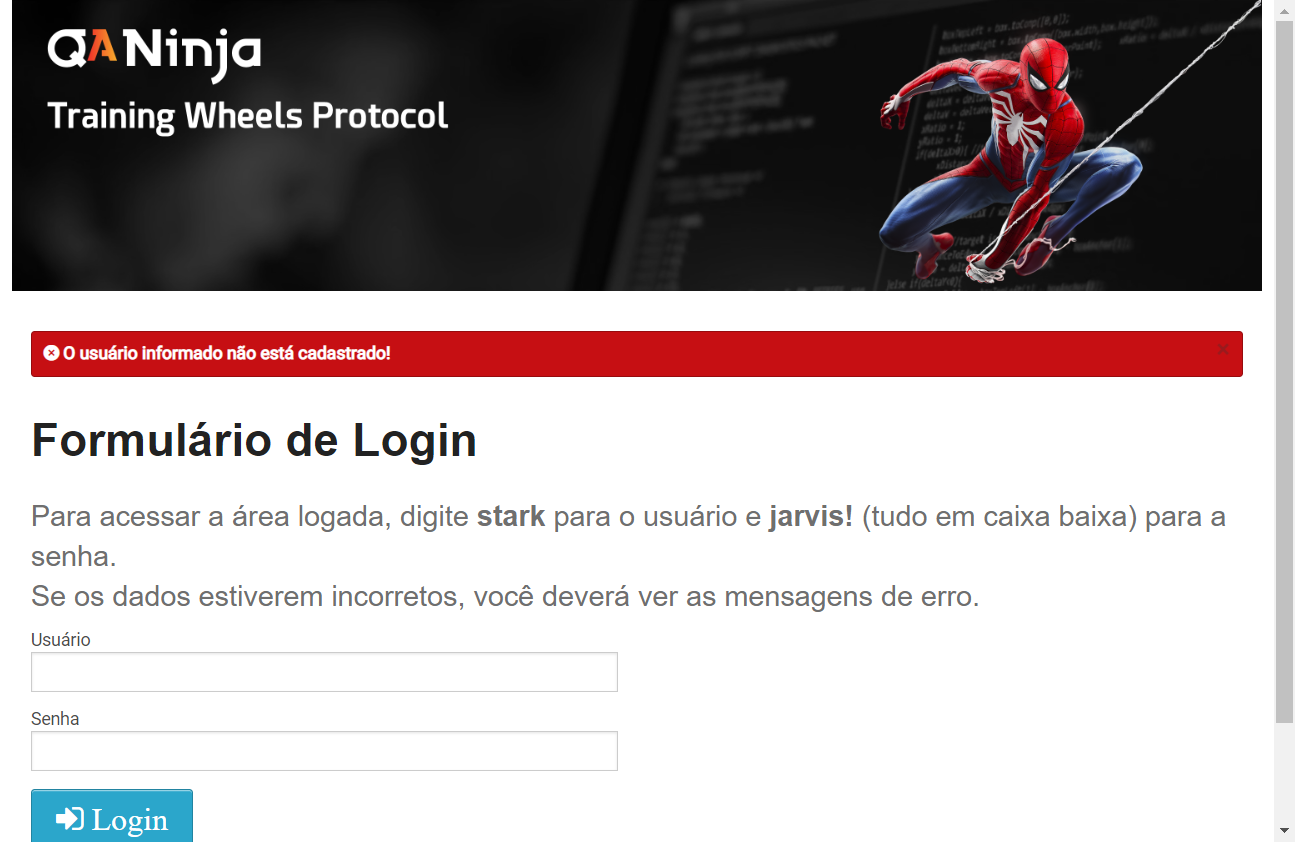 QANinja
Training Wheels Protocol
O usuário informado não está cadastrado!
Formulário de Login
Para acessar a área logada, digite stark para o usuário e jarvis! (tudo em caixa baixa) para a
senha.
Se os dados estiverem incorretos, você deverá ver as mensagens de erro.
Usuário
Senha
Login